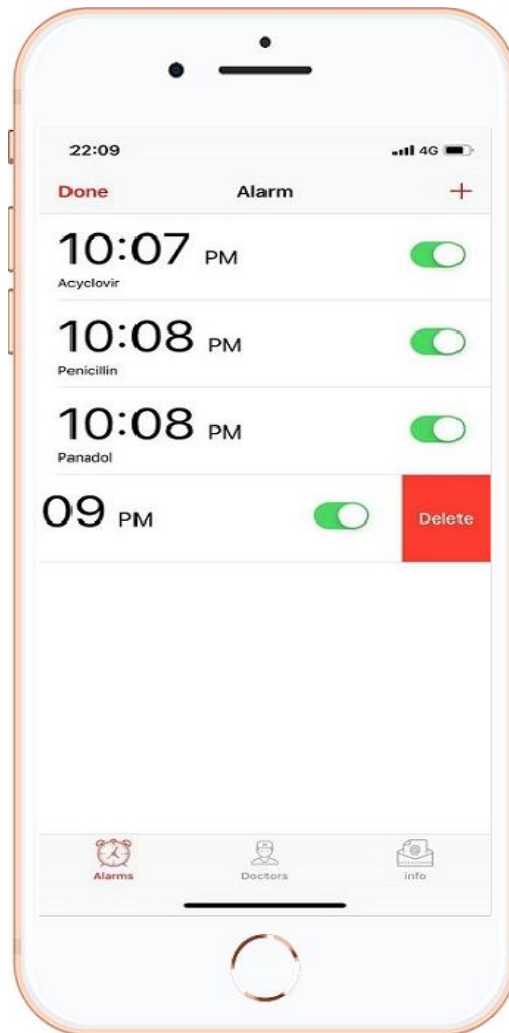 22:09 4G
Done Alarm +
10:07 PM
Acyclovir
10:08 PM
Penicillin
10:08 PM
Panadol
09 PM Delete
Alarms Doctors info